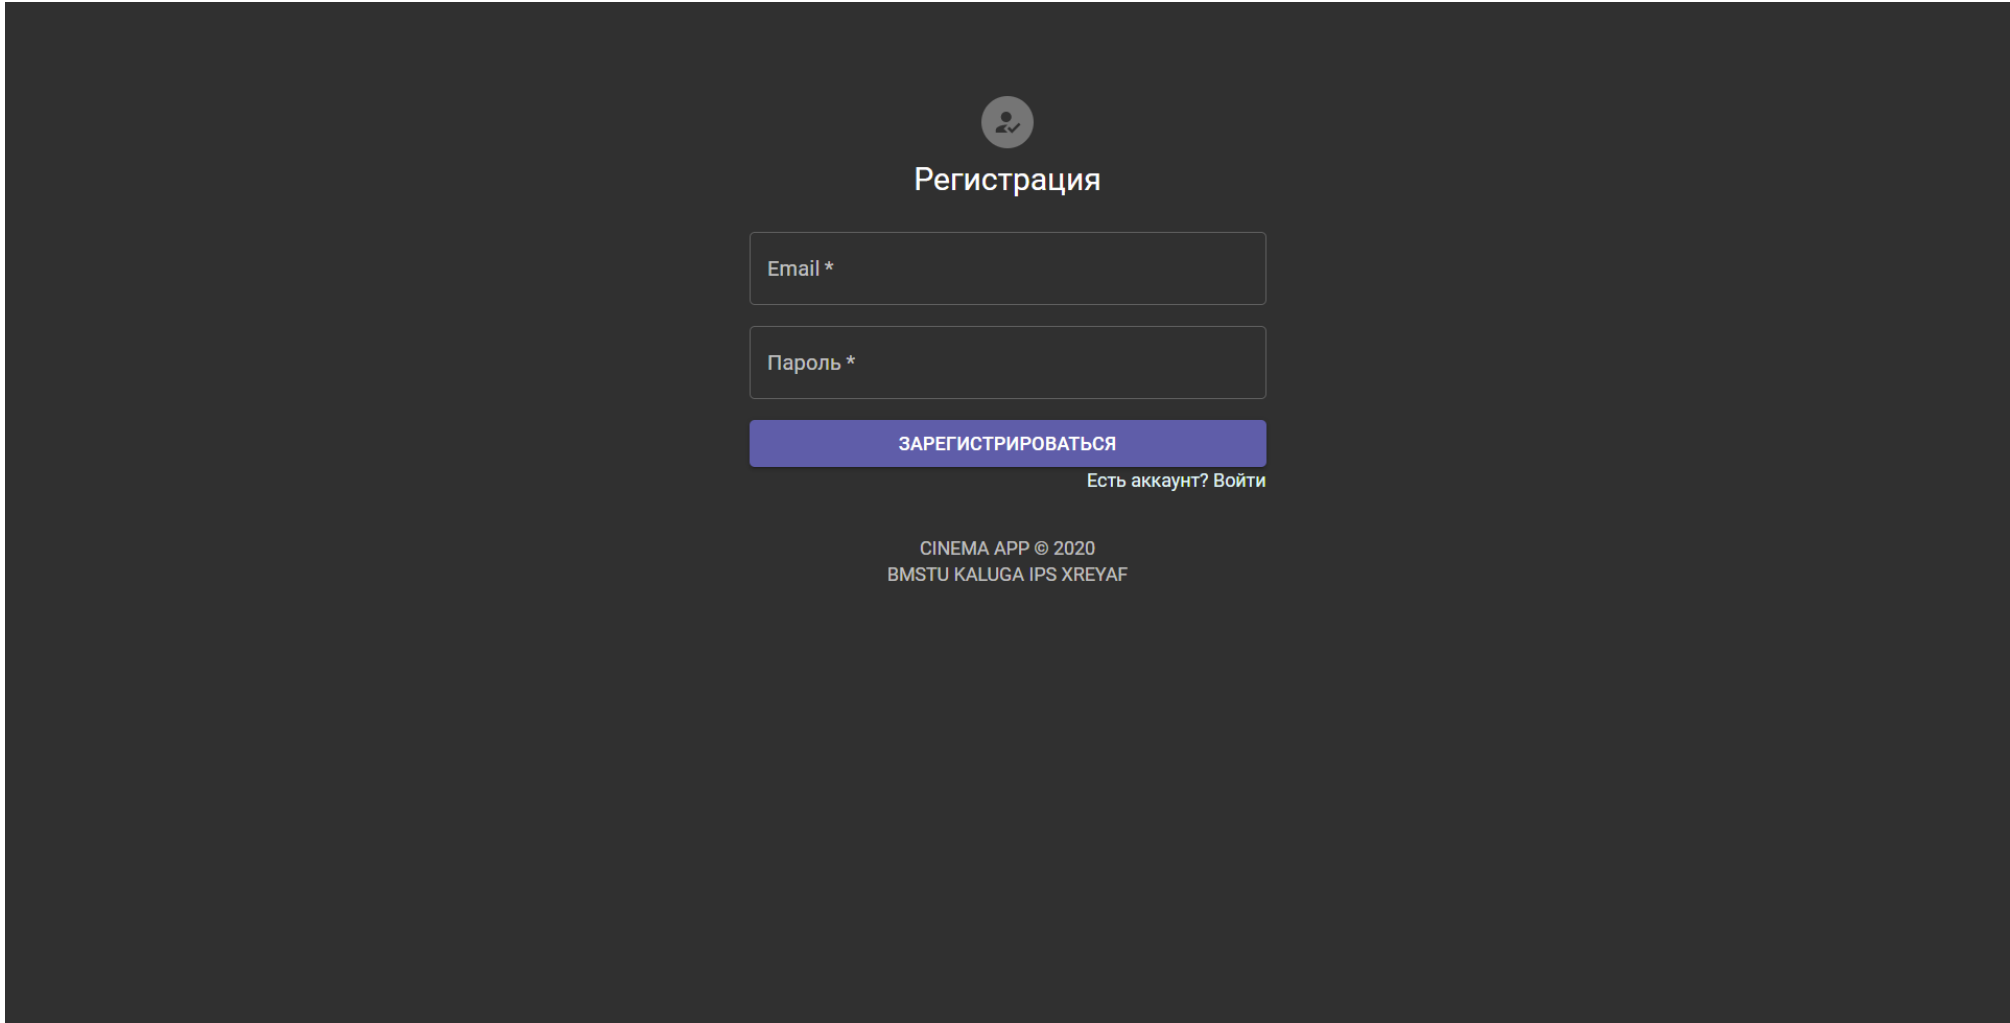 Регистрация
Email *
Пароль *
ЗАРЕГИСТРИРОВАТЬСЯ
Есть аккаунт? Войти
CINEMA APP © 2020
BMSTU KALUGA IPS XREYAF